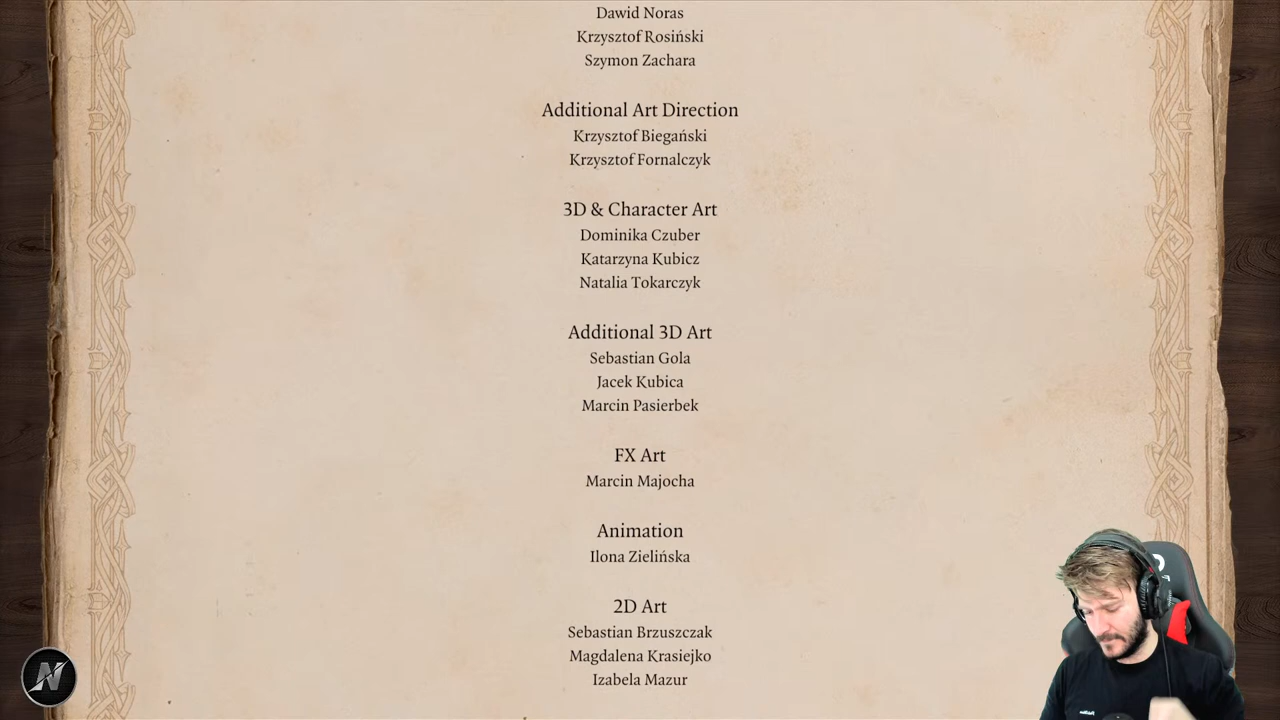 Dawid Noras
Krzysztof Rosiński
Szymon Zachara
Additional Art Direction
Krzysztof Biegański
Krzysztof Fornalczyk
3D & Character Art
Dominika Czuber
Katarzyna Kubicz
Natalia Tokarczyk
Additional 3D Art
Sebastian Gola
Jacek Kubica
Marcin Pasierbek
FX Art
Marcin Majocha
Animation
Ilona Zielińska
2D Art
Sebastian Brzuszczak
Magdalena Krasiejko
Izabela Mazur
N